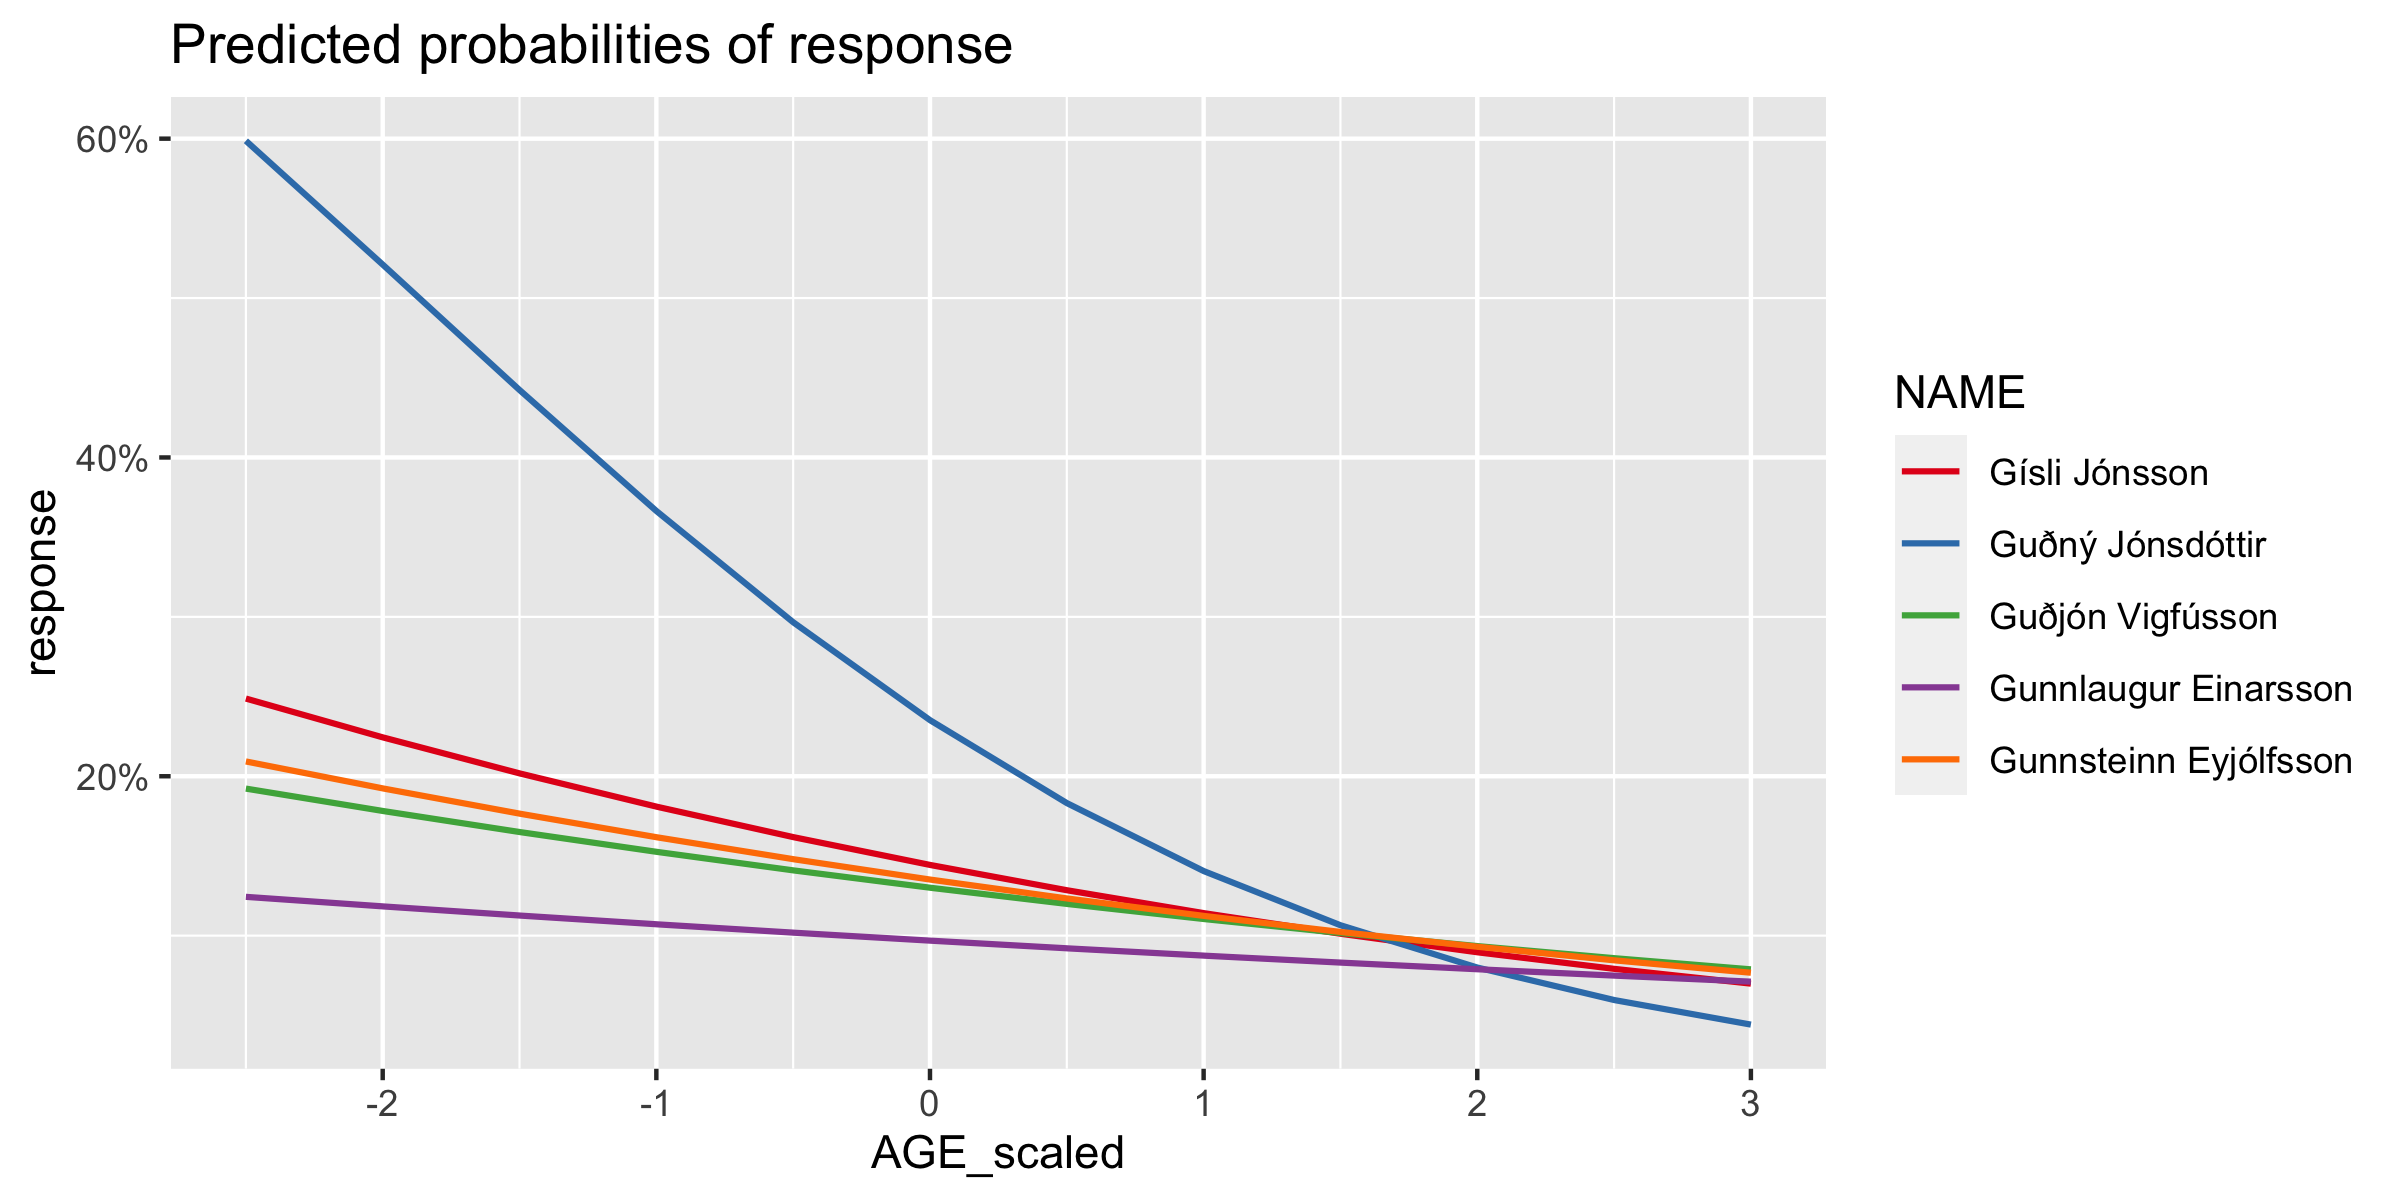 Predicted probabilities of response
60%
40%
20%
response
-2
-1
0
1
2
3
AGE_scaled
NAME
Gísli Jónsson
Guðný Jónsdóttir
Guðjón Vigfússon
Gunnlaugur Einarsson
Gunnsteinn Eyjólfsson